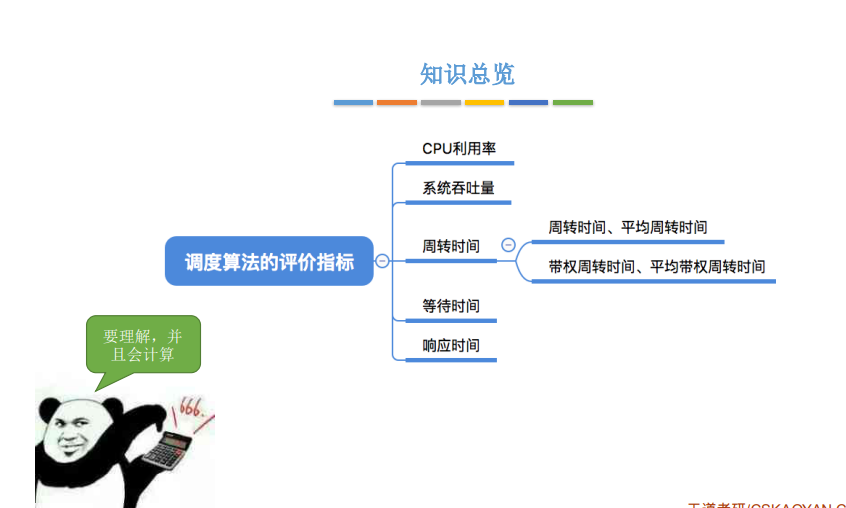 知识总览
CPU利用率
系统吞吐量
周转时间、平均周转时间
周转时间
调度算法的评价指标
带权周转时间、平均带权周转时间
等待时间
要理解，并
且会计算
响应时间
666.
王道考研/CSKAOYAN.C